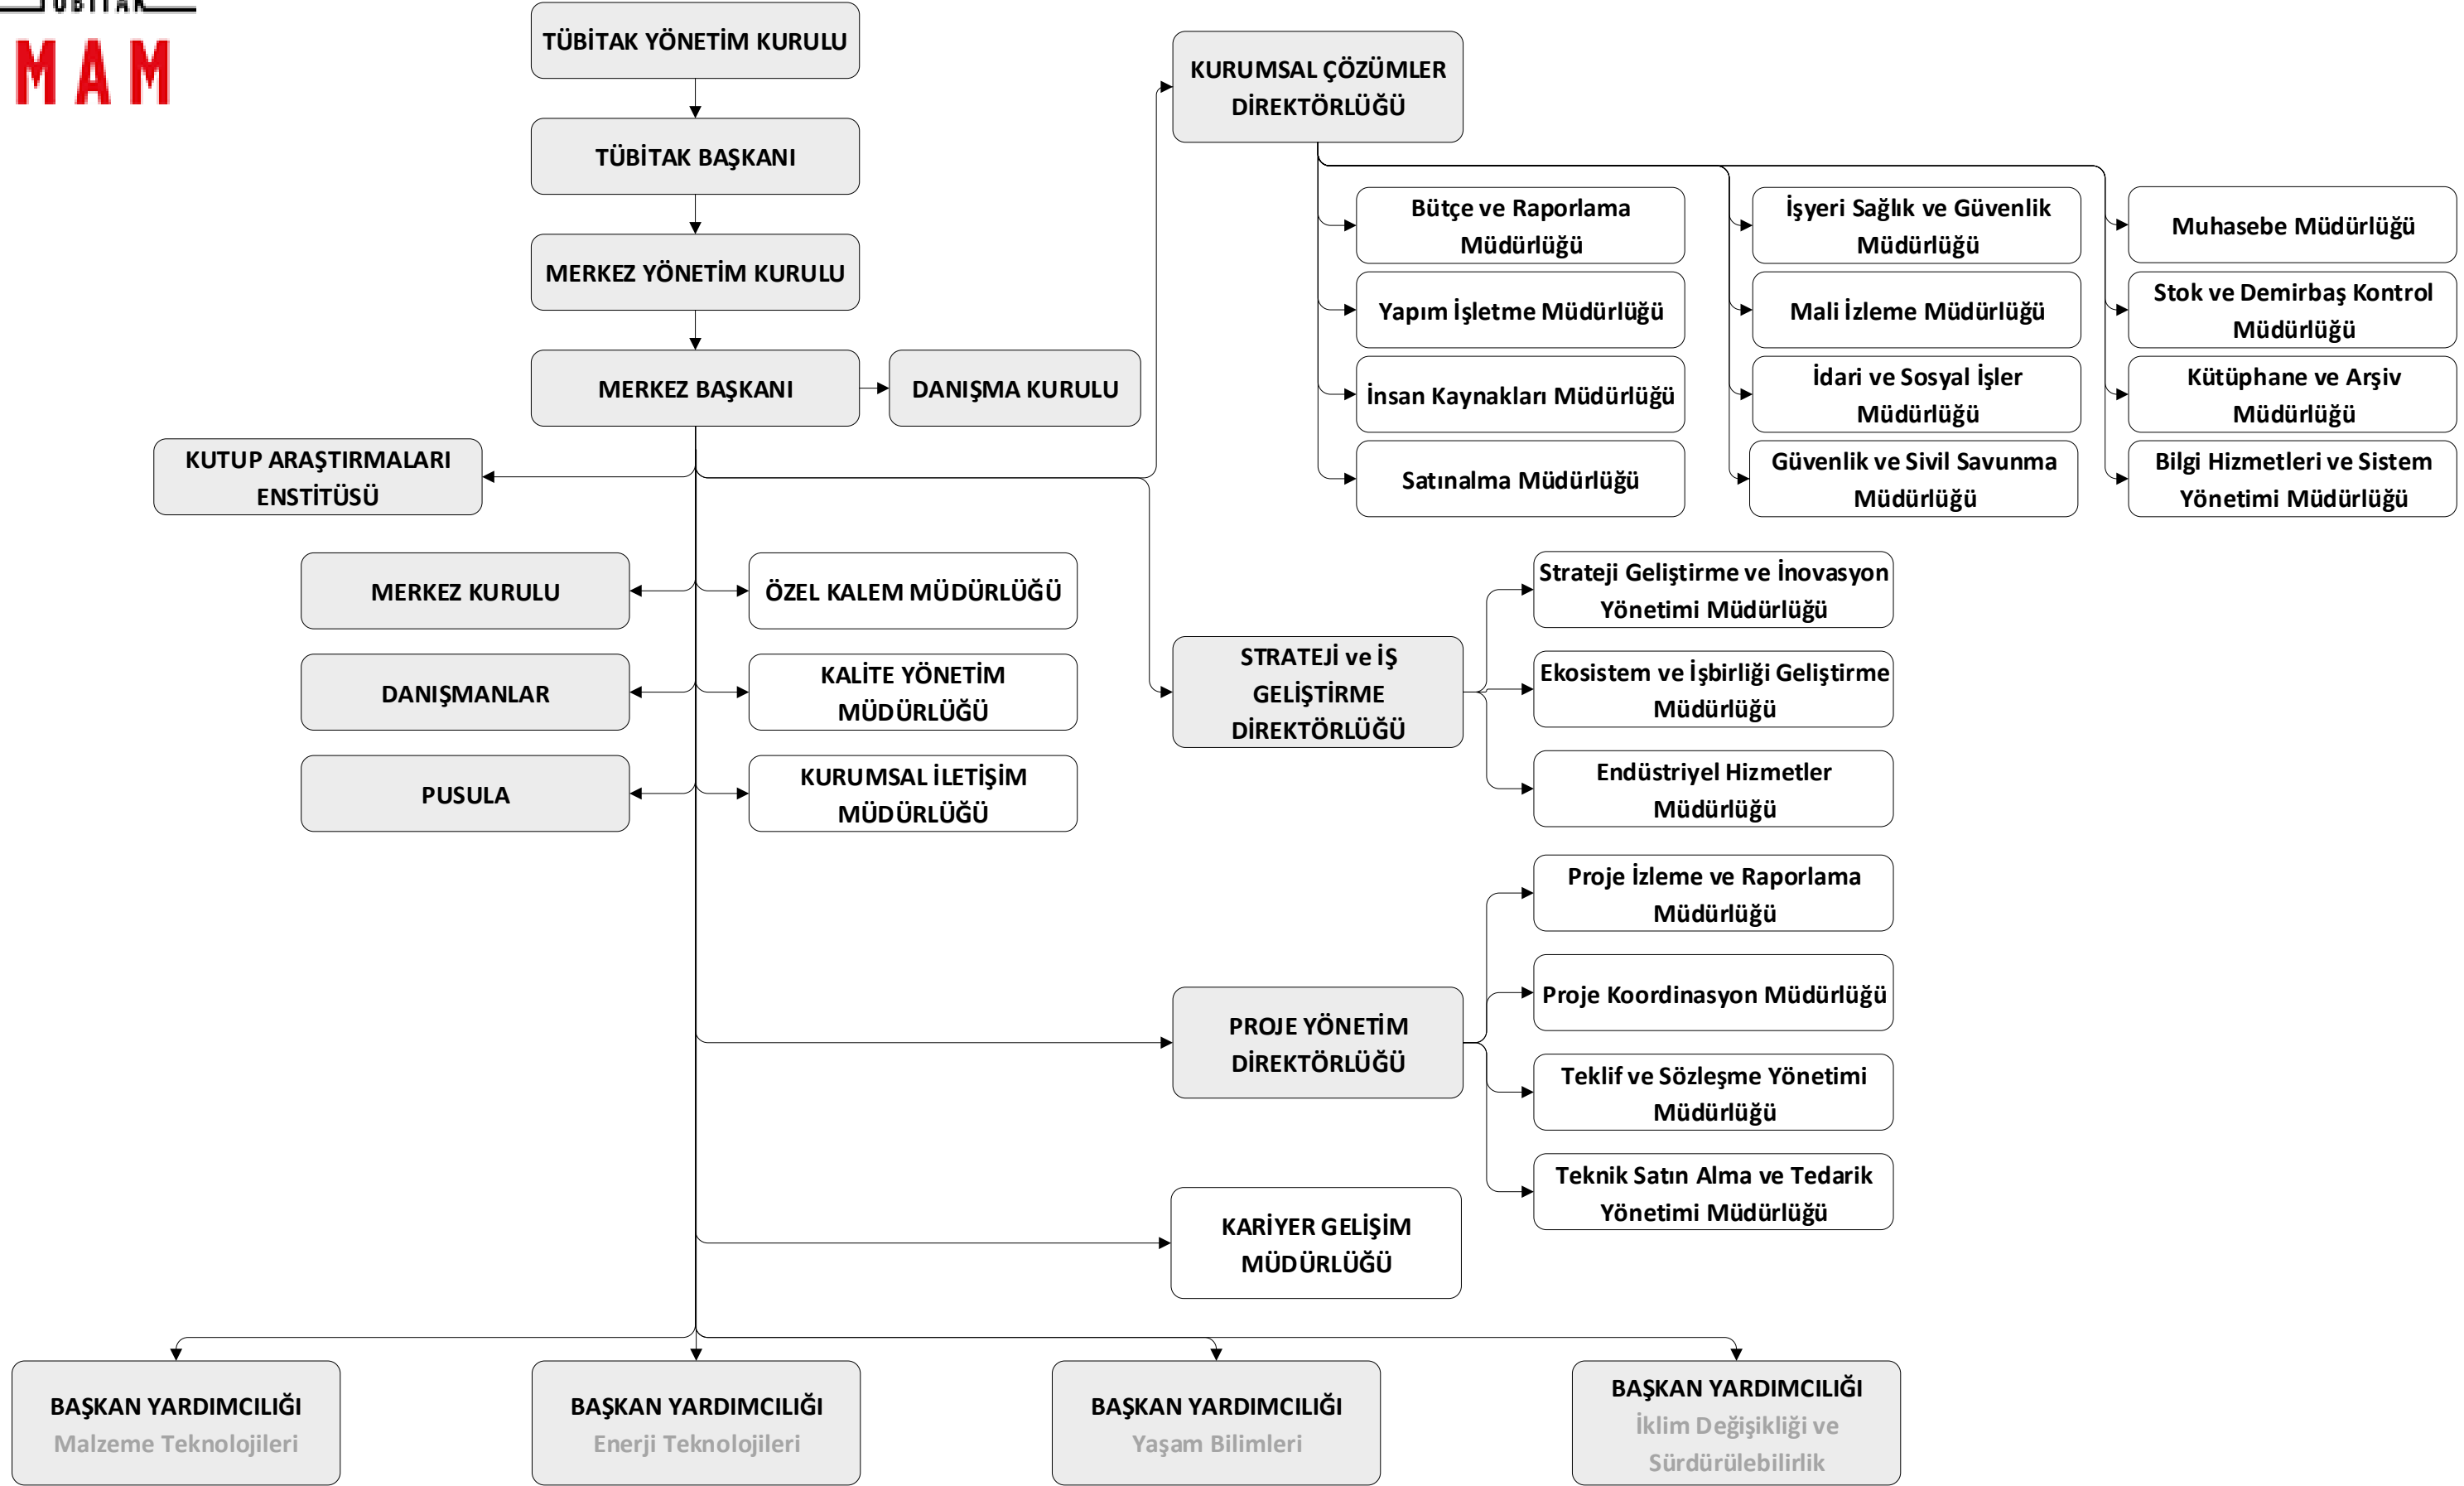 MAM
TÜBİTAK YÖNETİM KURULU
TÜBİTAK BAŞKANI
MERKEZ YÖNETİM KURULU
MERKEZ BAŞKANI
DANIŞMA KURULU
KUTUP ARAŞTIRMALARI
ENSTİTÜSÜ
MERKEZ KURULU
ÖZEL KALEM MÜDÜRLÜĞÜ
DANIŞMANLAR
KALİTE YÖNETİM
MÜDÜRLÜĞÜ
PUSULA
KURUMSAL İLETİŞİM
MÜDÜRLÜĞÜ
KURUMSAL ÇÖZÜMLER
DİREKTÖRLÜĞÜ
Bütçe ve Raporlama
Müdürlüğü
Yapım İşletme Müdürlüğü
İnsan Kaynakları Müdürlüğü
Satınalma Müdürlüğü
İşyeri Sağlık ve Güvenlik
Müdürlüğü
Mali İzleme Müdürlüğü
İdari ve Sosyal İşler
Müdürlüğü
Güvenlik ve Sivil Savunma
Müdürlüğü
Muhasebe Müdürlüğü
Stok ve Demirbaş Kontrol
Müdürlüğü
Kütüphane ve Arşiv
Müdürlüğü
Bilgi Hizmetleri ve Sistem
Yönetimi Müdürlüğü
STRATEJİ ve İŞ
GELİŞTİRME
DİREKTÖRLÜĞÜ
Strateji Geliştirme ve İnovasyon
Yönetimi Müdürlüğü
Ekosistem ve İşbirliği Geliştirme
Müdürlüğü
Endüstriyel Hizmetler
Müdürlüğü
PROJE YÖNETİM
DİREKTÖRLÜĞÜ
Proje İzleme ve Raporlama
Müdürlüğü
Proje Koordinasyon Müdürlüğü
Teklif ve Sözleşme Yönetimi
Müdürlüğü
Teknik Satın Alma ve Tedarik
Yönetimi Müdürlüğü
KARİYER GELİŞİM
MÜDÜRLÜĞÜ
BAŞKAN YARDIMCILIĞI
Malzeme Teknolojileri
BAŞKAN YARDIMCILIĞI
Enerji Teknolojileri
BAŞKAN YARDIMCILIĞI
Yaşam Bilimleri
BAŞKAN YARDIMCILIĞI
İklim Değişikliği ve
Sürdürülebilirlik